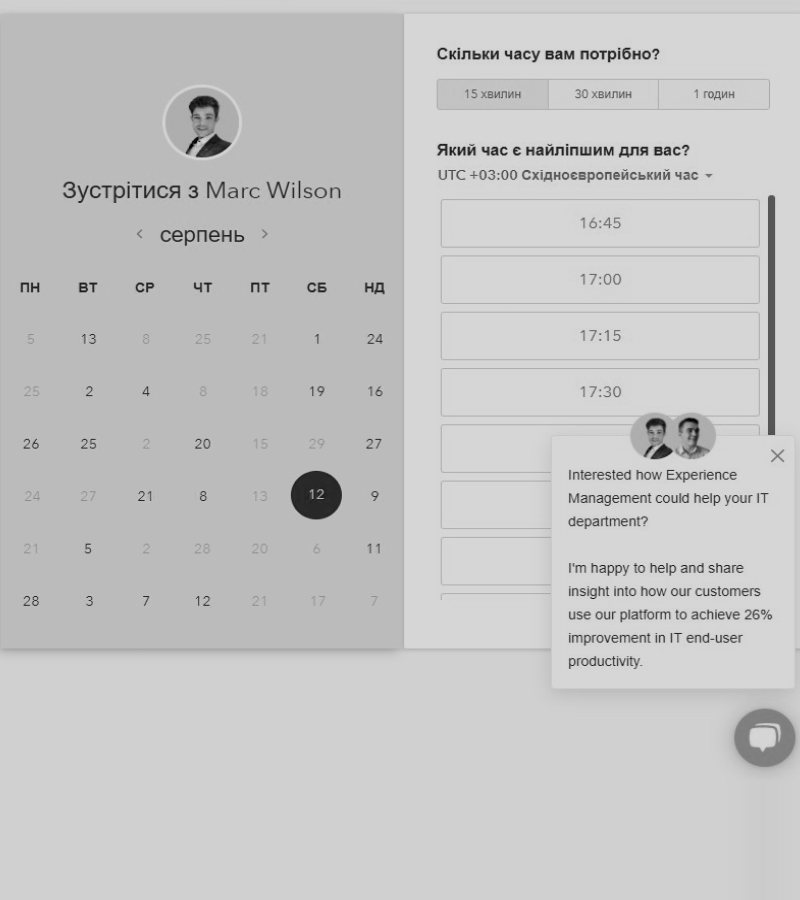 Зустрітися з Marc Wilson
серпень
ПН ВТ СР ЧТ ПТ СБ НД
5 13 8 25 21 1 24
25 2 4 8 18 19 16
26 25 2 20 15 29 27
24 27 21 8 13 12 9
21 5 2 28 20 6 11
28 3 7 12 21 17 7
Скільки часу вам потрібно?
15 хвилин 30 хвилин 1 годин
Який час є найліпшим для вас?
UTC +03:00 Східноєвропейський час
16:45
17:00
17:15
17:30
Interested how Experience
Management could help your IT
department?
I'm happy to help and share
insight into how our customers
use our platform to achieve 26%
improvement in IT end-user
productivity.